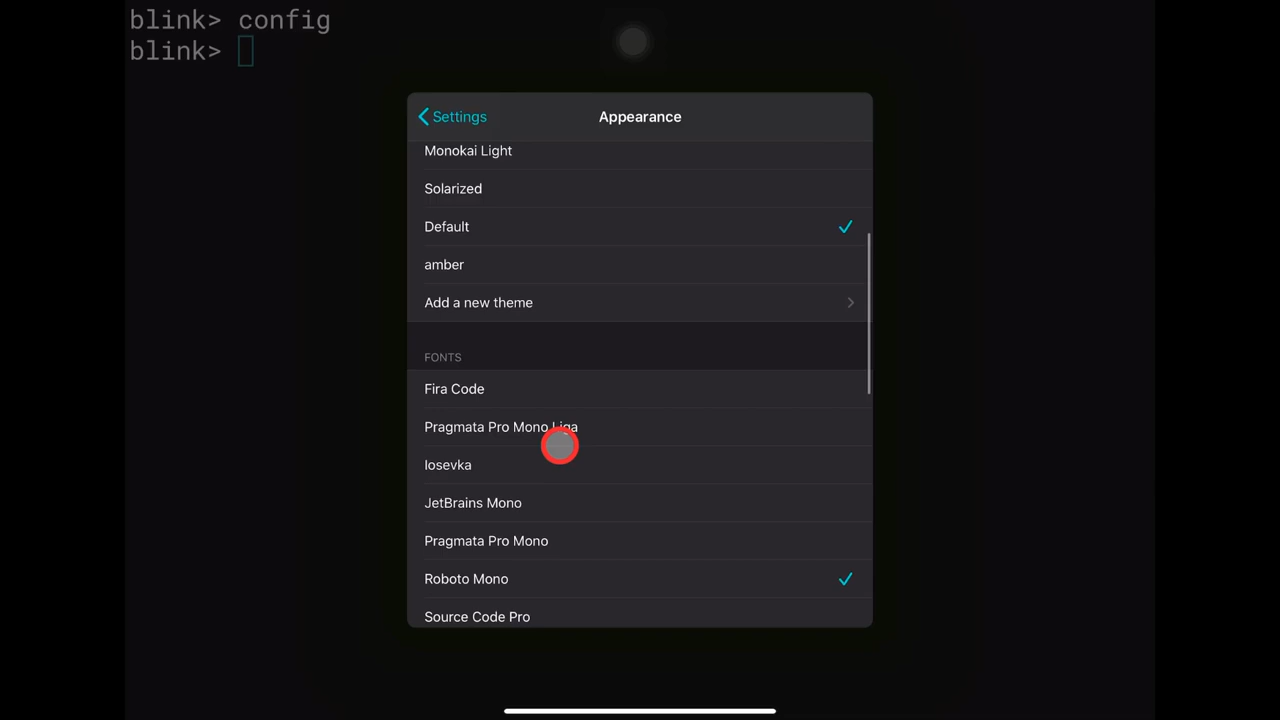 blink> config
blink>
Settings
Appearance
Monokai Light
Solarized
Default
amber
Add a new theme
FONTS
Fira Code
Pragmata Pro Mono Liga
Iosevka
JetBrains Mono
Pragmata Pro Mono
Roboto Mono
Source Code Pro